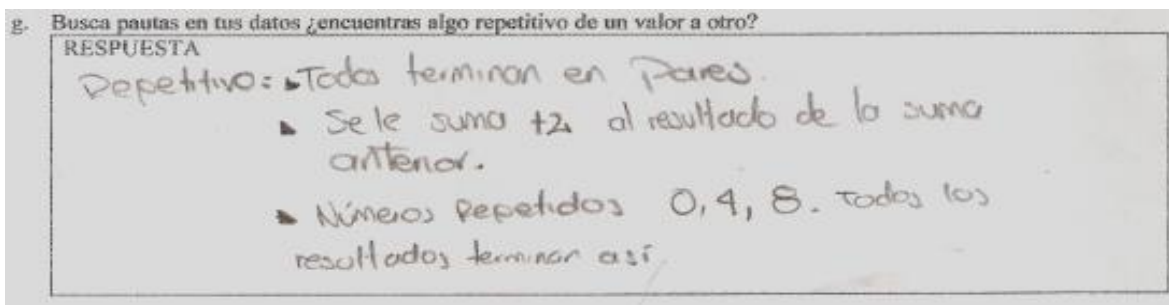 g. Busca pautas en tus datos ¿encuentras algo repetitivo de un valor a otro?
RESPUESTA
Repetitivo: Todos terminan en Pares.
Se le suma +2 al resultado de la suma
anterior.
Números Repetidos 0, 4, 8. Todos los
resultados terminan así